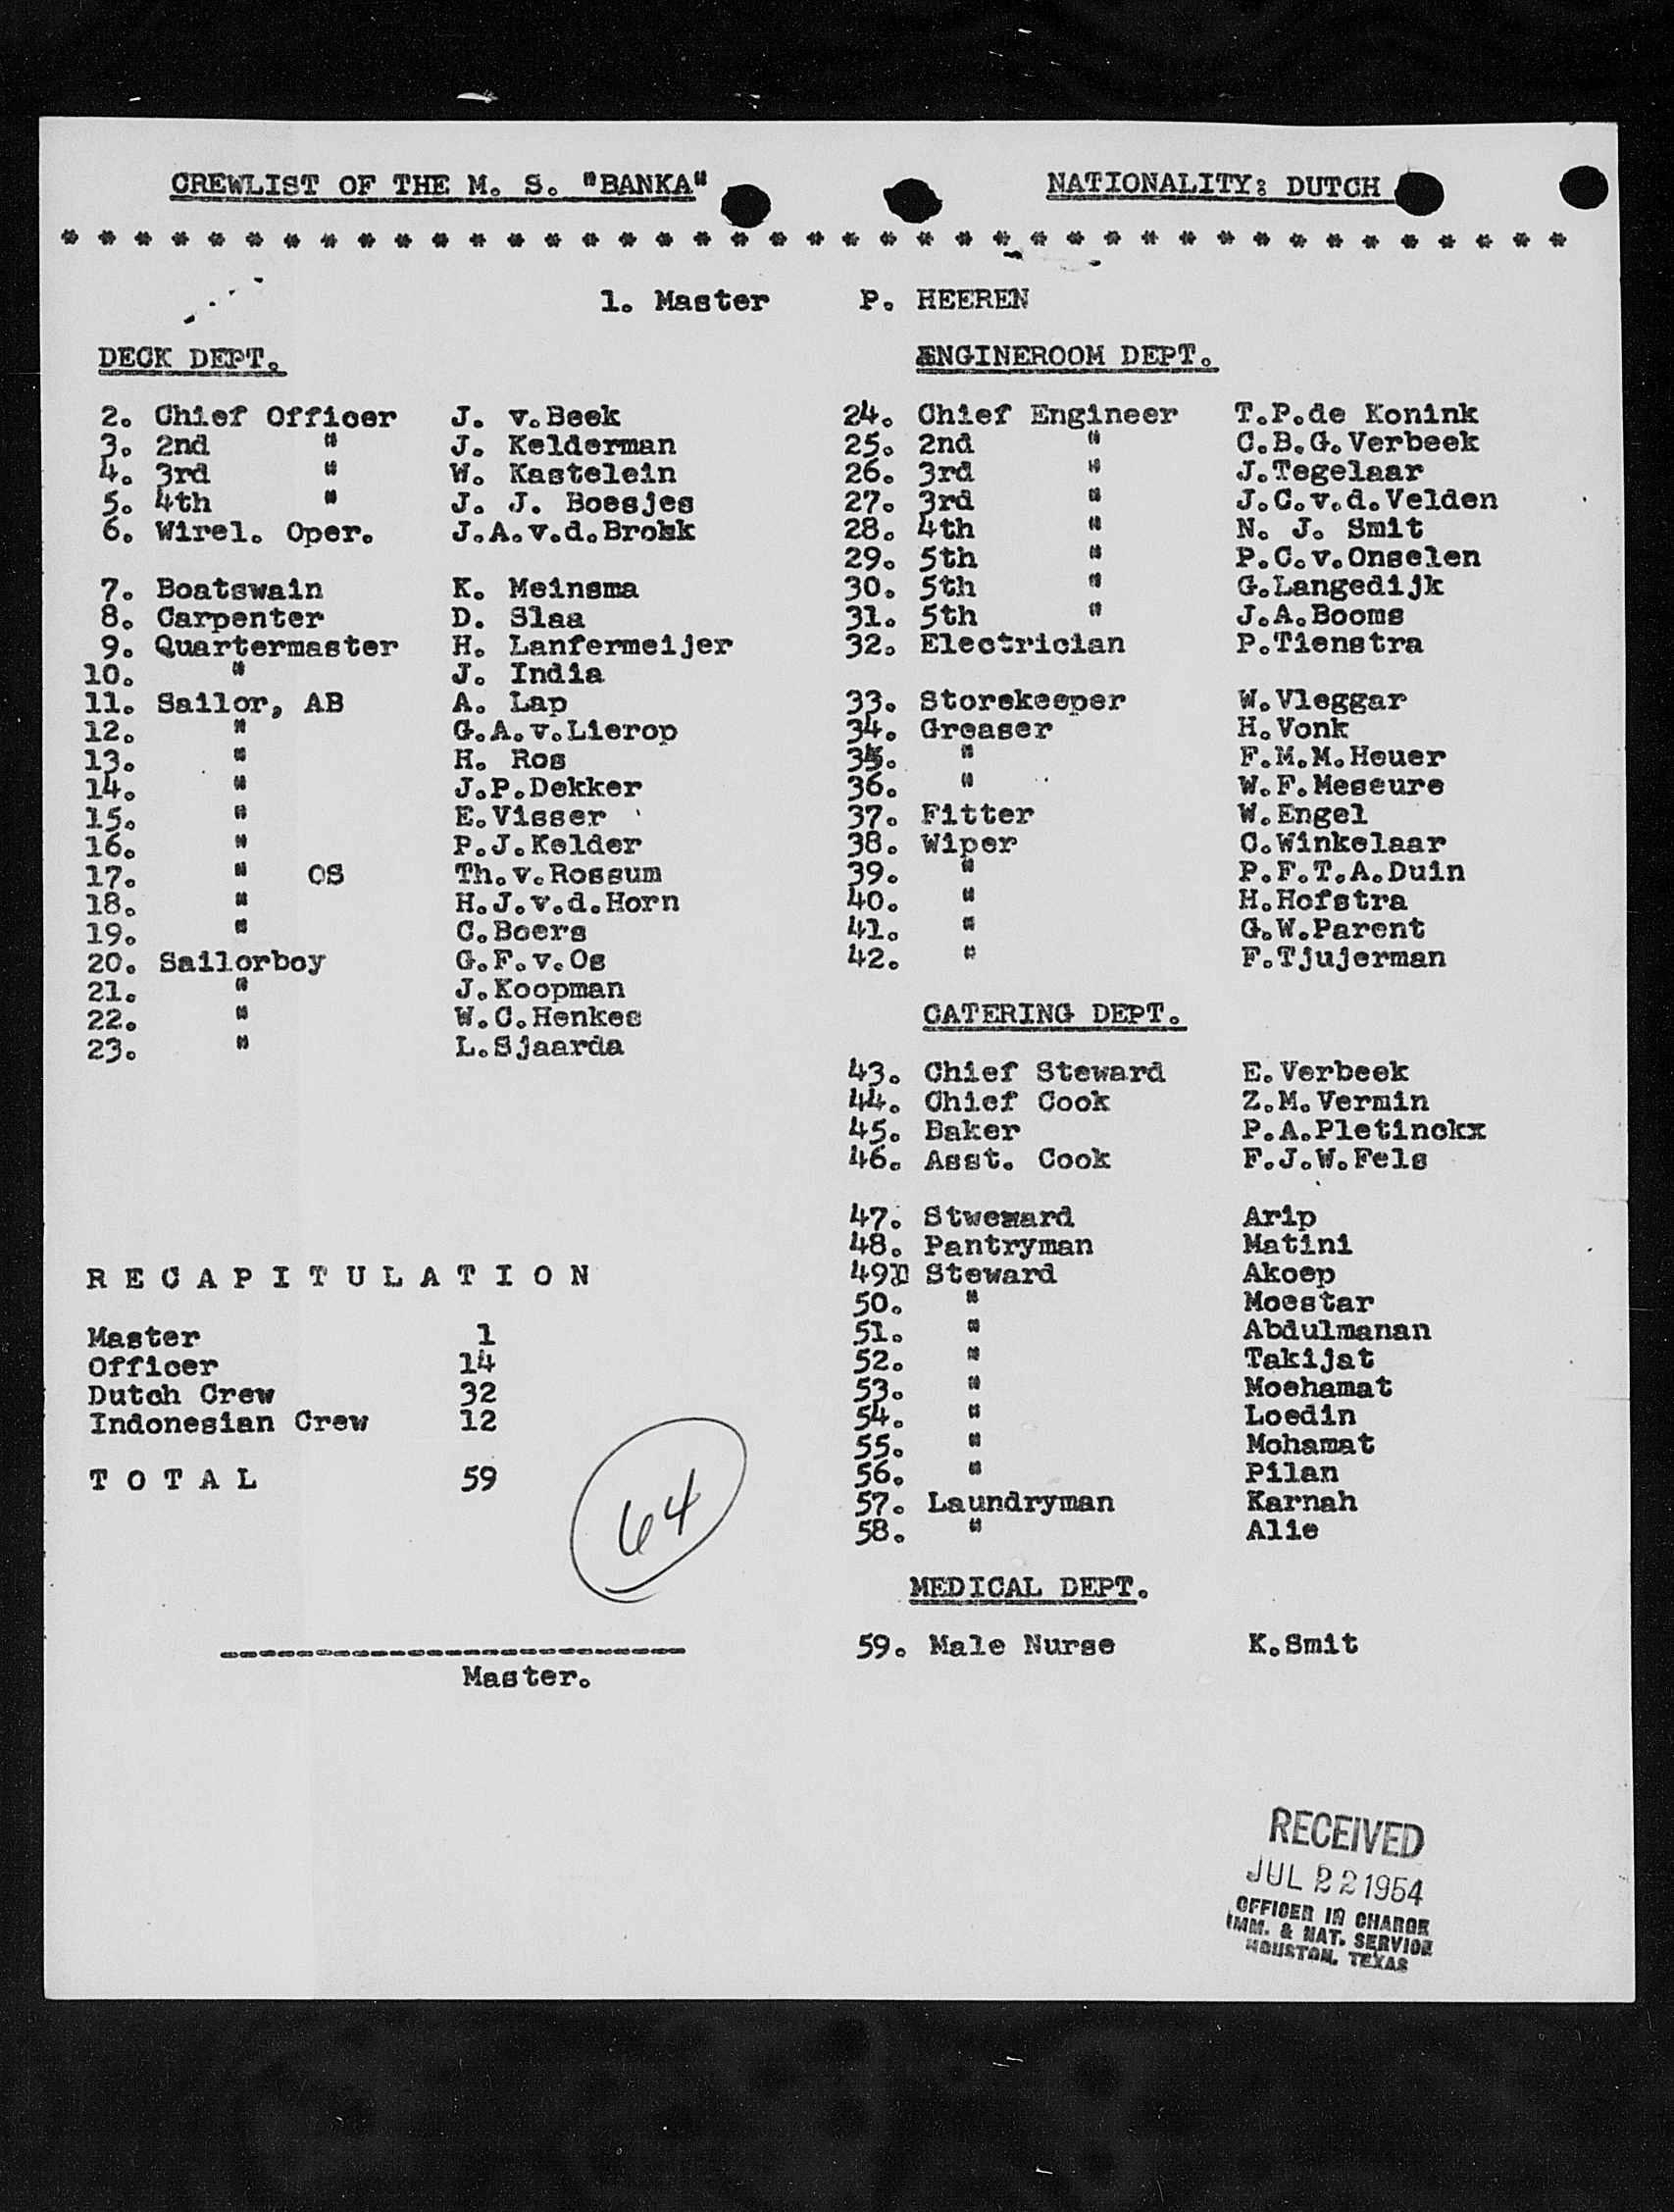 CREWLIST OF THE M. S. "BANKA"
NATIONALITY: DUTCH
* * * * * * * * * * * * * * * * * * * * * * * * * * * * * * * * * * * * * * * * *
1. Master P. HEEREN
DECK DEPT.
2. Chief Officer J. v.Beek
3. 2nd " J. Kelderman
4. 3rd " W. Kastelein
5. 4th " J. J. Boesjes
6. Wirel. Oper. J.A.v.d.Broek
7. Boatswain K. Meinsma
8. Carpenter D. Slaa
9. Quartermaster H. Lanfermeijer
10. " J. India
11. Sailor, AB A. Lap
12. " G.A.v.Lierop
13. " H. Ros
14. " J.P.Dekker
15. " E.Visser
16. " P.J.Kelder
17. " OS Th.v.Rossum
18. " H.J.v.d.Horn
19. " C.Boers
20. Sailorboy G.F.v.Os
21. " J.Koopman
22. " W.C.Henkes
23. " L.Sjaarda
RECAPITULATION
Master 1
Officer 14
Dutch Crew 32
Indonesian Crew 12
TOTAL 59
64
Master.
ENGINEROOM DEPT.
24. Chief Engineer T.P.de Konink
25. 2nd " C.B.G.Verbeek
26. 3rd " J.Tegelaar
27. 3rd " J.C.v.d.Velden
28. 4th " N. J. Smit
29. 5th " P.C.v.Onselen
30. 5th " G.Langedijk
31. 5th " J.A.Booms
32. Electrician P.Tienstra
33. Storekeeper W.Vleggar
34. Greaser H.Vonk
35. " F.M.M.Heuer
36. " W.F.Meseure
37. Fitter W.Engel
38. Wiper C.Winkelaar
39. " P.F.T.A.Duin
40. " H.Hofstra
41. " G.W.Parent
42. " F.Tjujerman
CATERING DEPT.
43. Chief Steward E.Verbeek
44. Chief Cook Z.M.Vermin
45. Baker P.A.Pletinckx
46. Asst. Cook F.J.W.Fels
47. Stweward Arip
48. Pantryman Matini
49. Steward Akoep
50. " Moestar
51. " Abdulmanan
52. " Takijat
53. " Moehamat
54. " Loedin
55. " Mohamat
56. " Pilan
57. Laundryman Karnah
58. " Alie
MEDICAL DEPT.
59. Male Nurse K.Smit
RECEIVED
JUL 22 1954
OFFICER IN CHARGE
IMM. & NAT. SERVICE
HOUSTON, TEXAS